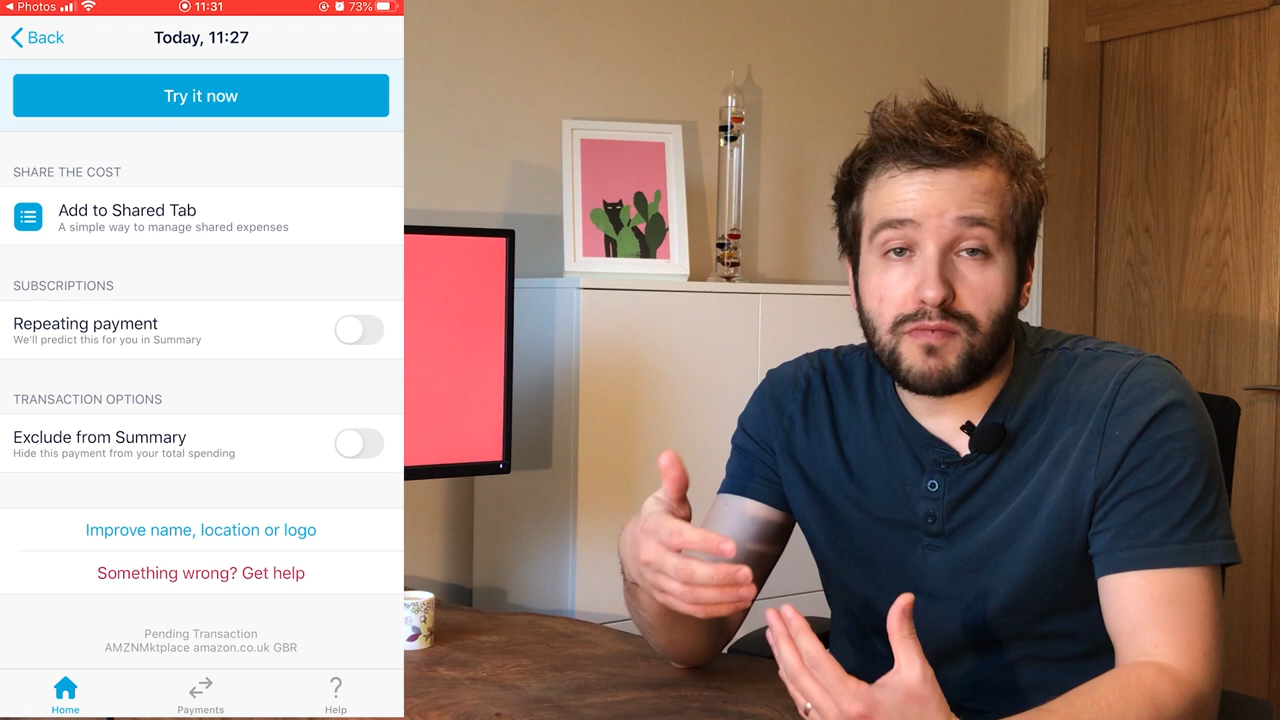 Photos 11:31 73%
Back Today, 11:27
Try it now
SHARE THE COST
Add to Shared Tab
A simple way to manage shared expenses
SUBSCRIPTIONS
Repeating payment
We'll predict this for you in Summary
TRANSACTION OPTIONS
Exclude from Summary
Hide this payment from your total spending
Improve name, location or logo
Something wrong? Get help
Pending Transaction
AMZNMktplace amazon.co.uk GBR
Home Payments Help